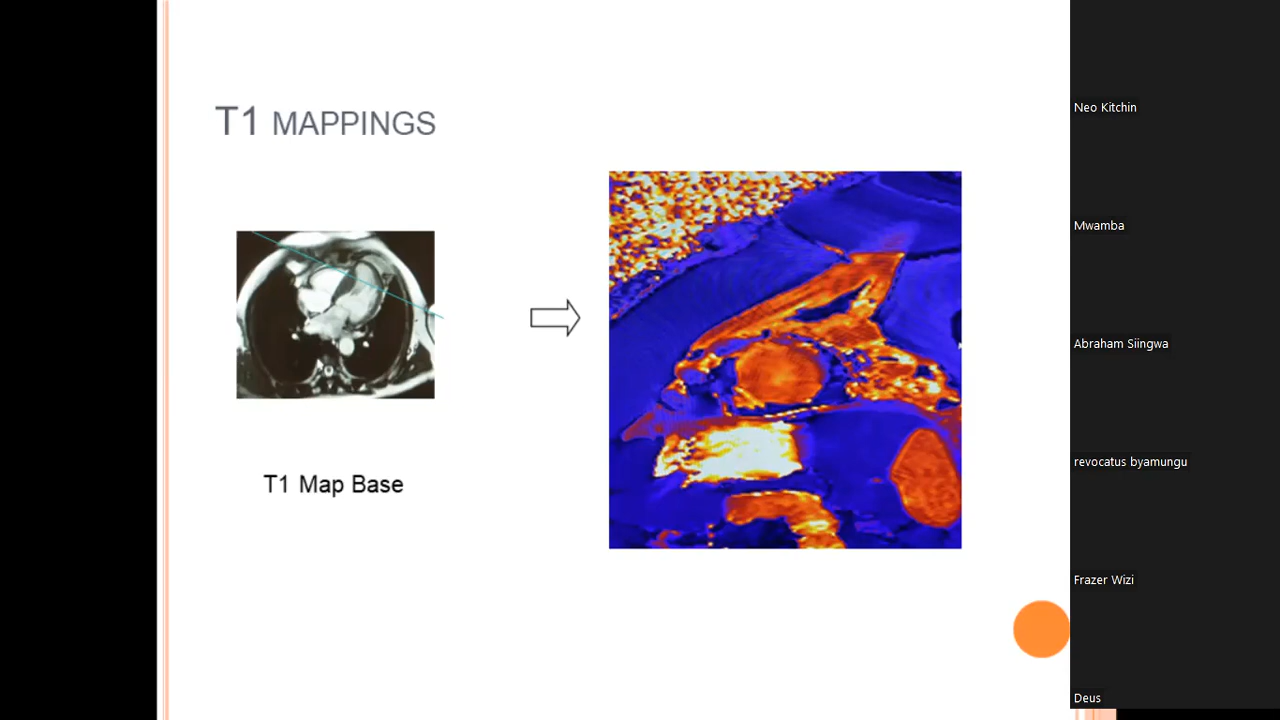 T1 MAPPINGS
T1 Map Base
Neo Kitchin
Mwamba
Abraham Siingwa
revocatus byamungu
Frazer Wizi
Deus